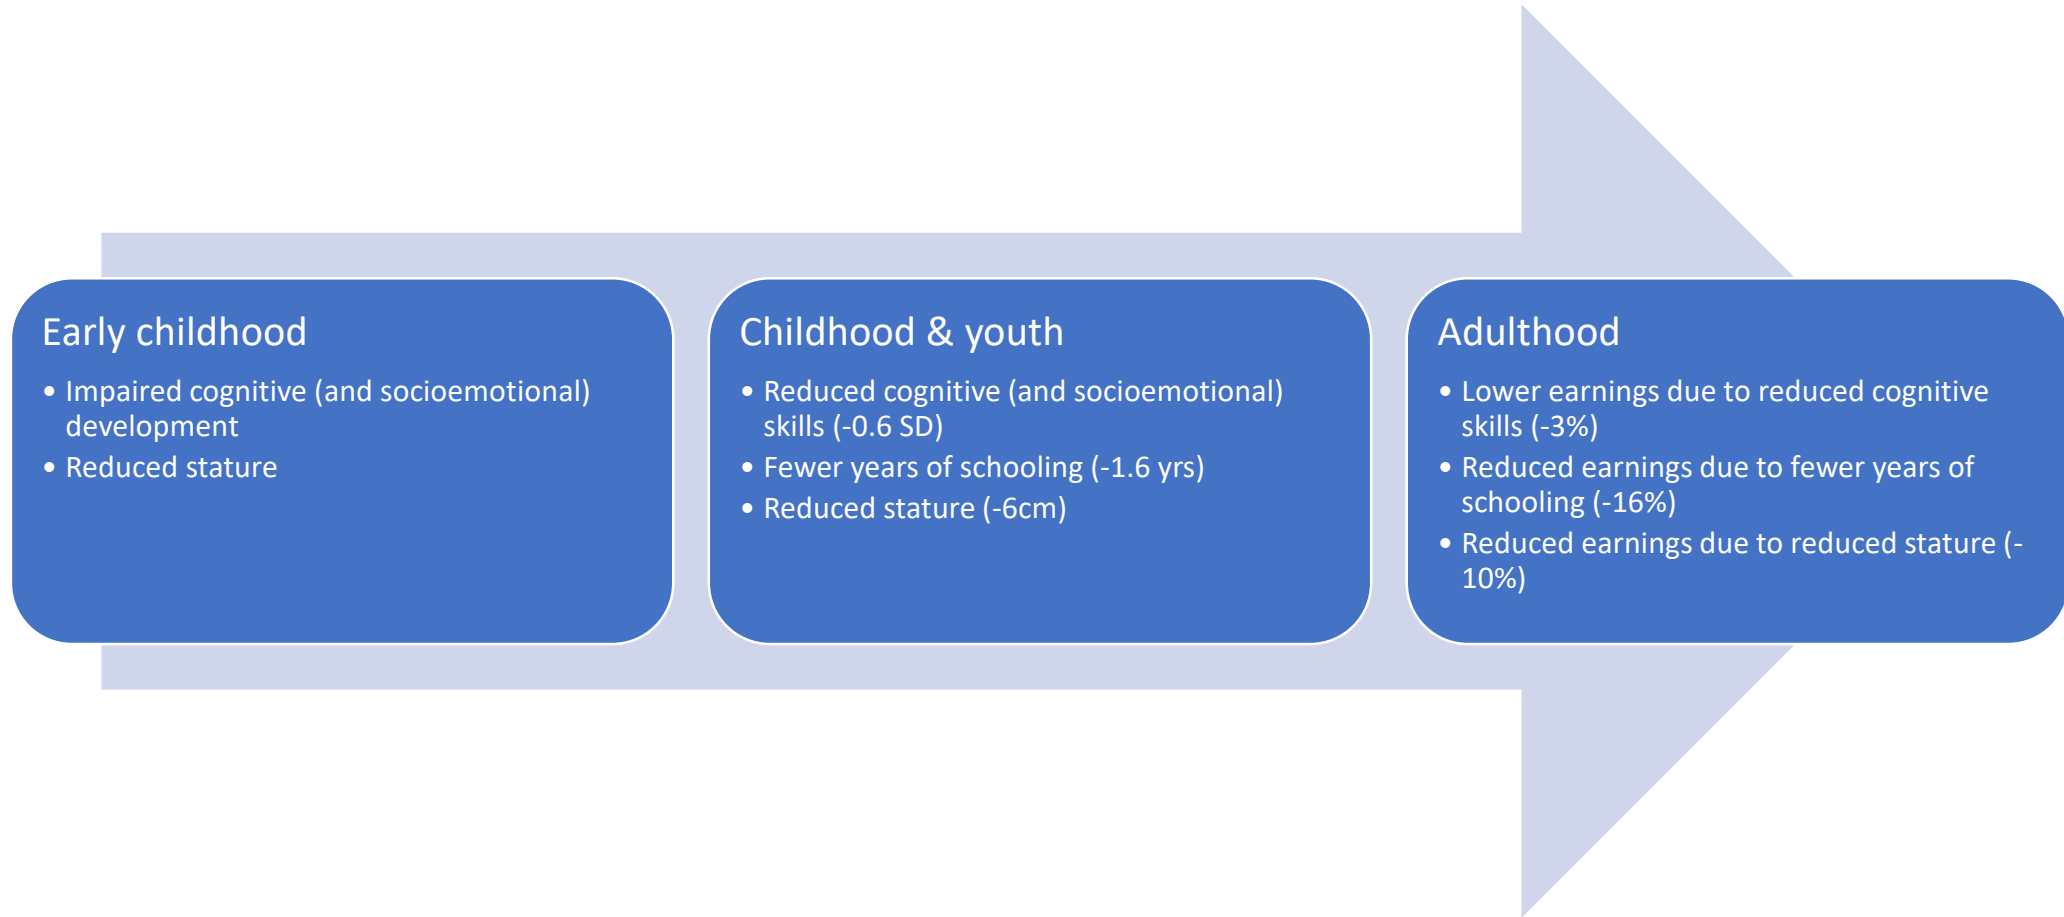 Early childhood
• Impaired cognitive (and socioemotional)
development
• Reduced stature
Childhood & youth
• Reduced cognitive (and socioemotional)
skills (-0.6 SD)
• Fewer years of schooling (-1.6 yrs)
• Reduced stature (-6cm)
Adulthood
• Lower earnings due to reduced cognitive
skills (-3%)
• Reduced earnings due to fewer years of
schooling (-16%)
• Reduced earnings due to reduced stature (-
10%)